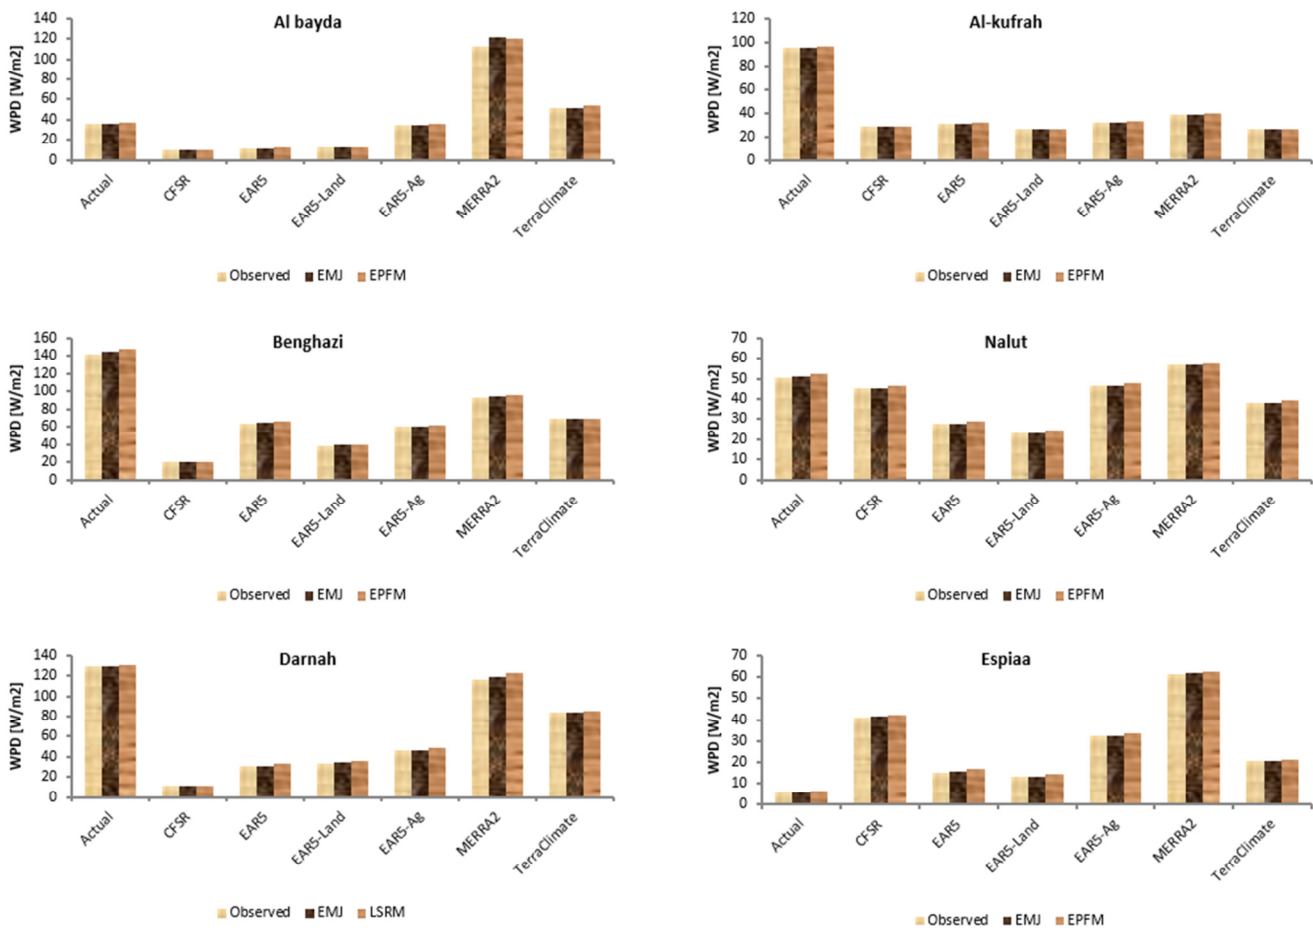 Al bayda
WPD [W/m2]
140
120
100
80
60
40
20
0
Actual
CFSR
EAR5
EAR5-Land
EAR5-Ag
MERRA2
TerraClimate
Observed EMJ EPFM
Al-kufrah
WPD [W/m2]
120
100
80
60
40
20
0
Actual
CFSR
EAR5
EAR5-Land
EAR5-Ag
MERRA2
TerraClimate
Observed EMJ EPFM
Benghazi
WPD [W/m2]
160
140
120
100
80
60
40
20
0
Actual
CFSR
EAR5
EAR5-Land
EAR5-Ag
MERRA2
TerraClimate
Observed EMJ EPFM
Nalut
WPD [W/m2]
70
60
50
40
30
20
10
0
Actual
CFSR
EAR5
EAR5-Land
EAR5-Ag
MERRA2
TerraClimate
Observed EMJ EPFM
Darnah
WPD [W/m2]
140
120
100
80
60
40
20
0
Actual
CFSR
EAR5
EAR5-Land
EAR5-Ag
MERRA2
TerraClimate
Observed EMJ LSRM
Espiaa
WPD [W/m2]
70
60
50
40
30
20
10
0
Actual
CFSR
EAR5
EAR5-Land
EAR5-Ag
MERRA2
TerraClimate
Observed EMJ EPFM